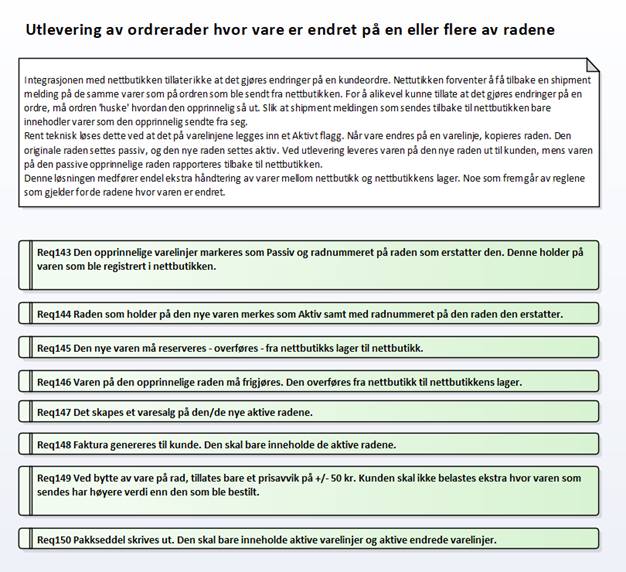 Utlevering av ordrerader hvor vare er endret på en eller flere av radene
Integrasjonen med nettbutikken tillater ikke at det gjøres endringer på en kundeordre. Nettutikken forventer å få tilbake en shipment
melding på de samme varer som på ordren som ble sendt fra nettbutikken. For å alikevel kunne tillate at det gjøres endringer på en
ordre, må ordren 'huske' hvordan den opprinnelig så ut. Slik at shipment meldingen som sendes tilbake til nettbutikken bare
innehodler varer som den opprinnelig sendte fra seg.
Rent teknisk løses dette ved at det på varelinjene legges inn et Aktivt flagg. Når vare endres på en varelinje, kopieres raden. Den
originale raden settes passiv, og den nye raden settes aktiv. Ved utlevering leveres varen på den nye raden ut til kunden, mens varen
på den passive opprinnelige raden rapporteres tilbake til nettbutikken.
Denne løsningen medfører endel ekstra håndtering av varer mellom nettbutikk og nettbutikkens lager. Noe som fremgår av reglene
som gjelder for de radene hvor varen er endret.
Req143 Den opprinnelige varelinjer markeres som Passiv og radnummeret på raden som erstatter den. Denne holder på
varen som ble registrert i nettbutikken.
Req144 Raden som holder på den nye varen merkes som Aktiv samt med radnummeret på den raden den erstatter.
Req145 Den nye varen må reserveres - overføres - fra nettbutikks lager til nettbutikk.
Req146 Varen på den opprinnelige raden må frigjøres. Den overføres fra nettbutikk til nettbutikkens lager.
Req147 Det skapes et varesalg på den/de nye aktive radene.
Req148 Faktura genereres til kunde. Den skal bare inneholde de aktive radene.
Req149 Ved bytte av vare på rad, tillates bare et prisavvik på +/- 50 kr. Kunden skal ikke belastes ekstra hvor varen som
sendes har høyere verdi enn den som ble bestilt.
Req150 Pakkseddel skrives ut. Den skal bare inneholde aktive varelinjer og aktive endrede varelinjer.